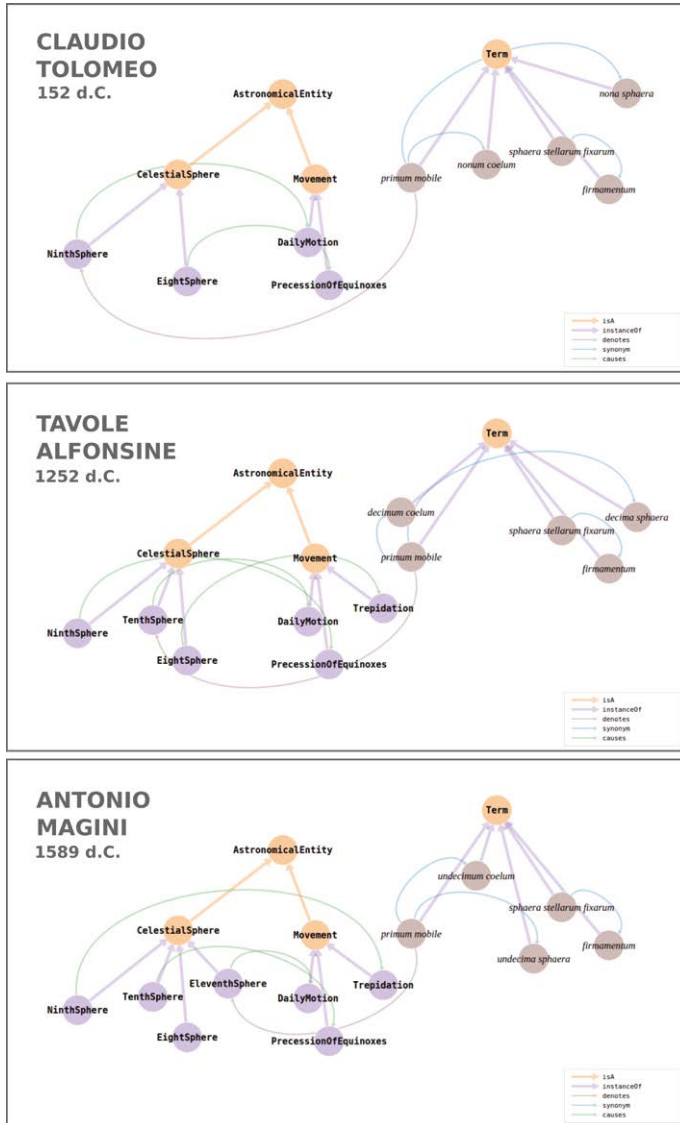 CLAUDIO
TOLOMEO
152 d.C.
Term
AstronomicalEntity
nona sphaera
sphaera stellarum fixarum
nonum coelum
CelestialSphere
Movement
primum mobile
firmamentum
DailyMotion
NinthSphere
EightSphere
PrecessionOfEquinoxes
isA
instanceOf
denotes
synonym
causes
TAVOLE
ALFONSINE
1252 d.C.
Term
AstronomicalEntity
decimum coelum
decima sphaera
sphaera stellarum fixarum
CelestialSphere
Movement
primum mobile
firmamentum
Trepidation
TenthSphere
DailyMotion
NinthSphere
EightSphere
PrecessionOfEquinoxes
isA
instanceOf
denotes
synonym
causes
ANTONIO
MAGINI
1589 d.C.
Term
AstronomicalEntity
undecimum coelum
sphaera stellarum fixarum
CelestialSphere
Movement
primum mobile
firmamentum
undecima sphaera
EleventhSphere
Trepidation
TenthSphere
DailyMotion
NinthSphere
EightSphere
PrecessionOfEquinoxes
isA
instanceOf
denotes
synonym
causes